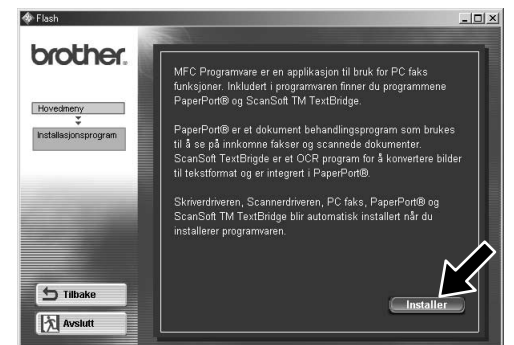 Flash
brother.
Hovedmeny
Installasjonsprogram
MFC Programvare er en applikasjon til bruk for PC faks
funksjoner. Inkludert i programvaren finner du programmene
PaperPort® og ScanSoft TM TextBridge.
PaperPort® er et dokument behandlingsprogram som brukes
til å se på innkomne fakser og scannede dokumenter.
ScanSoft TextBrigde er et OCR program for å konvertere bilder
til tekstformat og er integrert i PaperPort®.
Skriverdriveren, Scannerdriveren, PC faks, PaperPort® og
ScanSoft TM TextBridge blir automatisk installert når du
installerer programvaren.
Installer
Tilbake
Avslutt